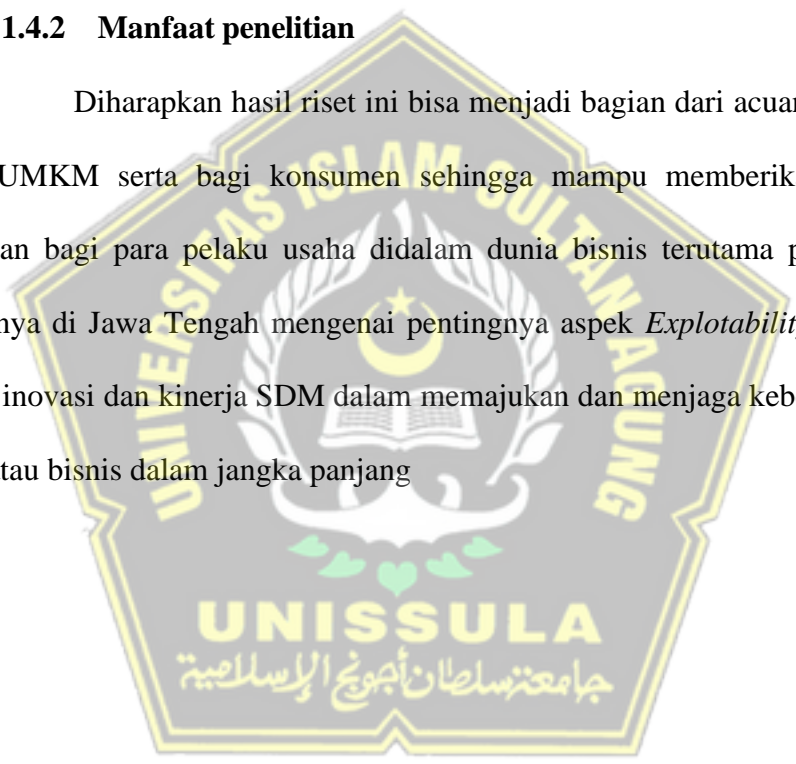 1.4.2 Manfaat penelitian
Diharapkan hasil riset ini bisa menjadi bagian dari acuan
UMKM serta bagi konsumen sehingga mampu memberik
an bagi para pelaku usaha didalam dunia bisnis terutama p
nya di Jawa Tengah mengenai pentingnya aspek Explotability
inovasi dan kinerja SDM dalam memajukan dan menjaga keb
tau bisnis dalam jangka panjang
UNIVERSITAS ISLAM SULTAN AGUNG
UNISSULA
جامعة سلطان أجونج الإسلامية